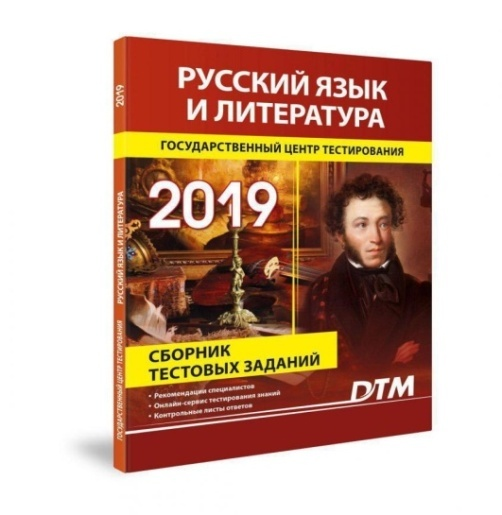 РУССКИЙ ЯЗЫК
И ЛИТЕРАТУРА
ГОСУДАРСТВЕННЫЙ ЦЕНТР ТЕСТИРОВАНИЯ
2019
СБОРНИК
ТЕСТОВЫХ ЗАДАНИЙ
• Рекомендации специалистов
• Онлайн-сервис тестирования знаний
• Контрольные листы ответов
DTM
2019
РУССКИЙ ЯЗЫК И ЛИТЕРАТУРА
ГОСУДАРСТВЕННЫЙ ЦЕНТР ТЕСТИРОВАНИЯ